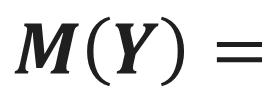 M(Y) =